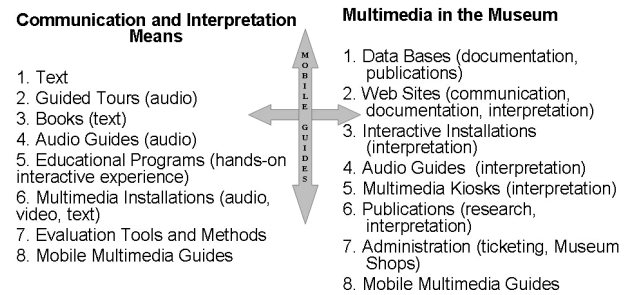 Communication and Interpretation
Means
1. Text
2. Guided Tours (audio)
3. Books (text)
4. Audio Guides (audio)
5. Educational Programs (hands-on
interactive experience)
6. Multimedia Installations (audio,
video, text)
7. Evaluation Tools and Methods
8. Mobile Multimedia Guides
MOBILE GUIDES
Multimedia in the Museum
1. Data Bases (documentation,
publications)
2. Web Sites (communication,
documentation, interpretation)
3. Interactive Installations
(interpretation)
4. Audio Guides (interpretation)
5. Multimedia Kiosks (interpretation)
6. Publications (research,
interpretation)
7. Administration (ticketing, Museum
Shops)
8. Mobile Multimedia Guides